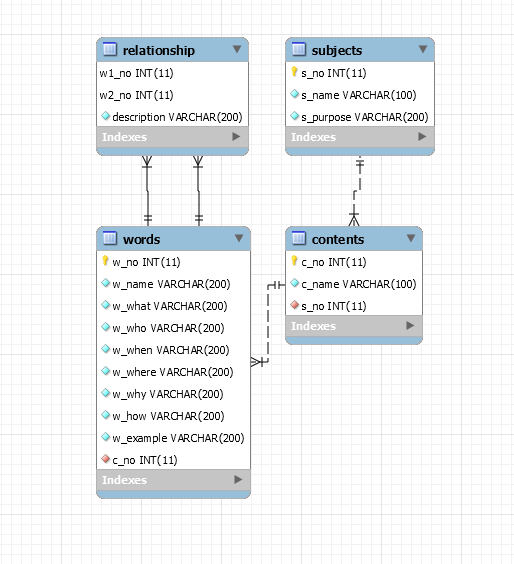 relationship
w1_no INT(11)
w2_no INT(11)
description VARCHAR(200)
Indexes
subjects
s_no INT(11)
s_name VARCHAR(100)
s_purpose VARCHAR(200)
Indexes
words
w_no INT(11)
w_name VARCHAR(200)
w_what VARCHAR(200)
w_who VARCHAR(200)
w_when VARCHAR(200)
w_where VARCHAR(200)
w_why VARCHAR(200)
w_how VARCHAR(200)
w_example VARCHAR(200)
c_no INT(11)
Indexes
contents
c_no INT(11)
c_name VARCHAR(100)
s_no INT(11)
Indexes